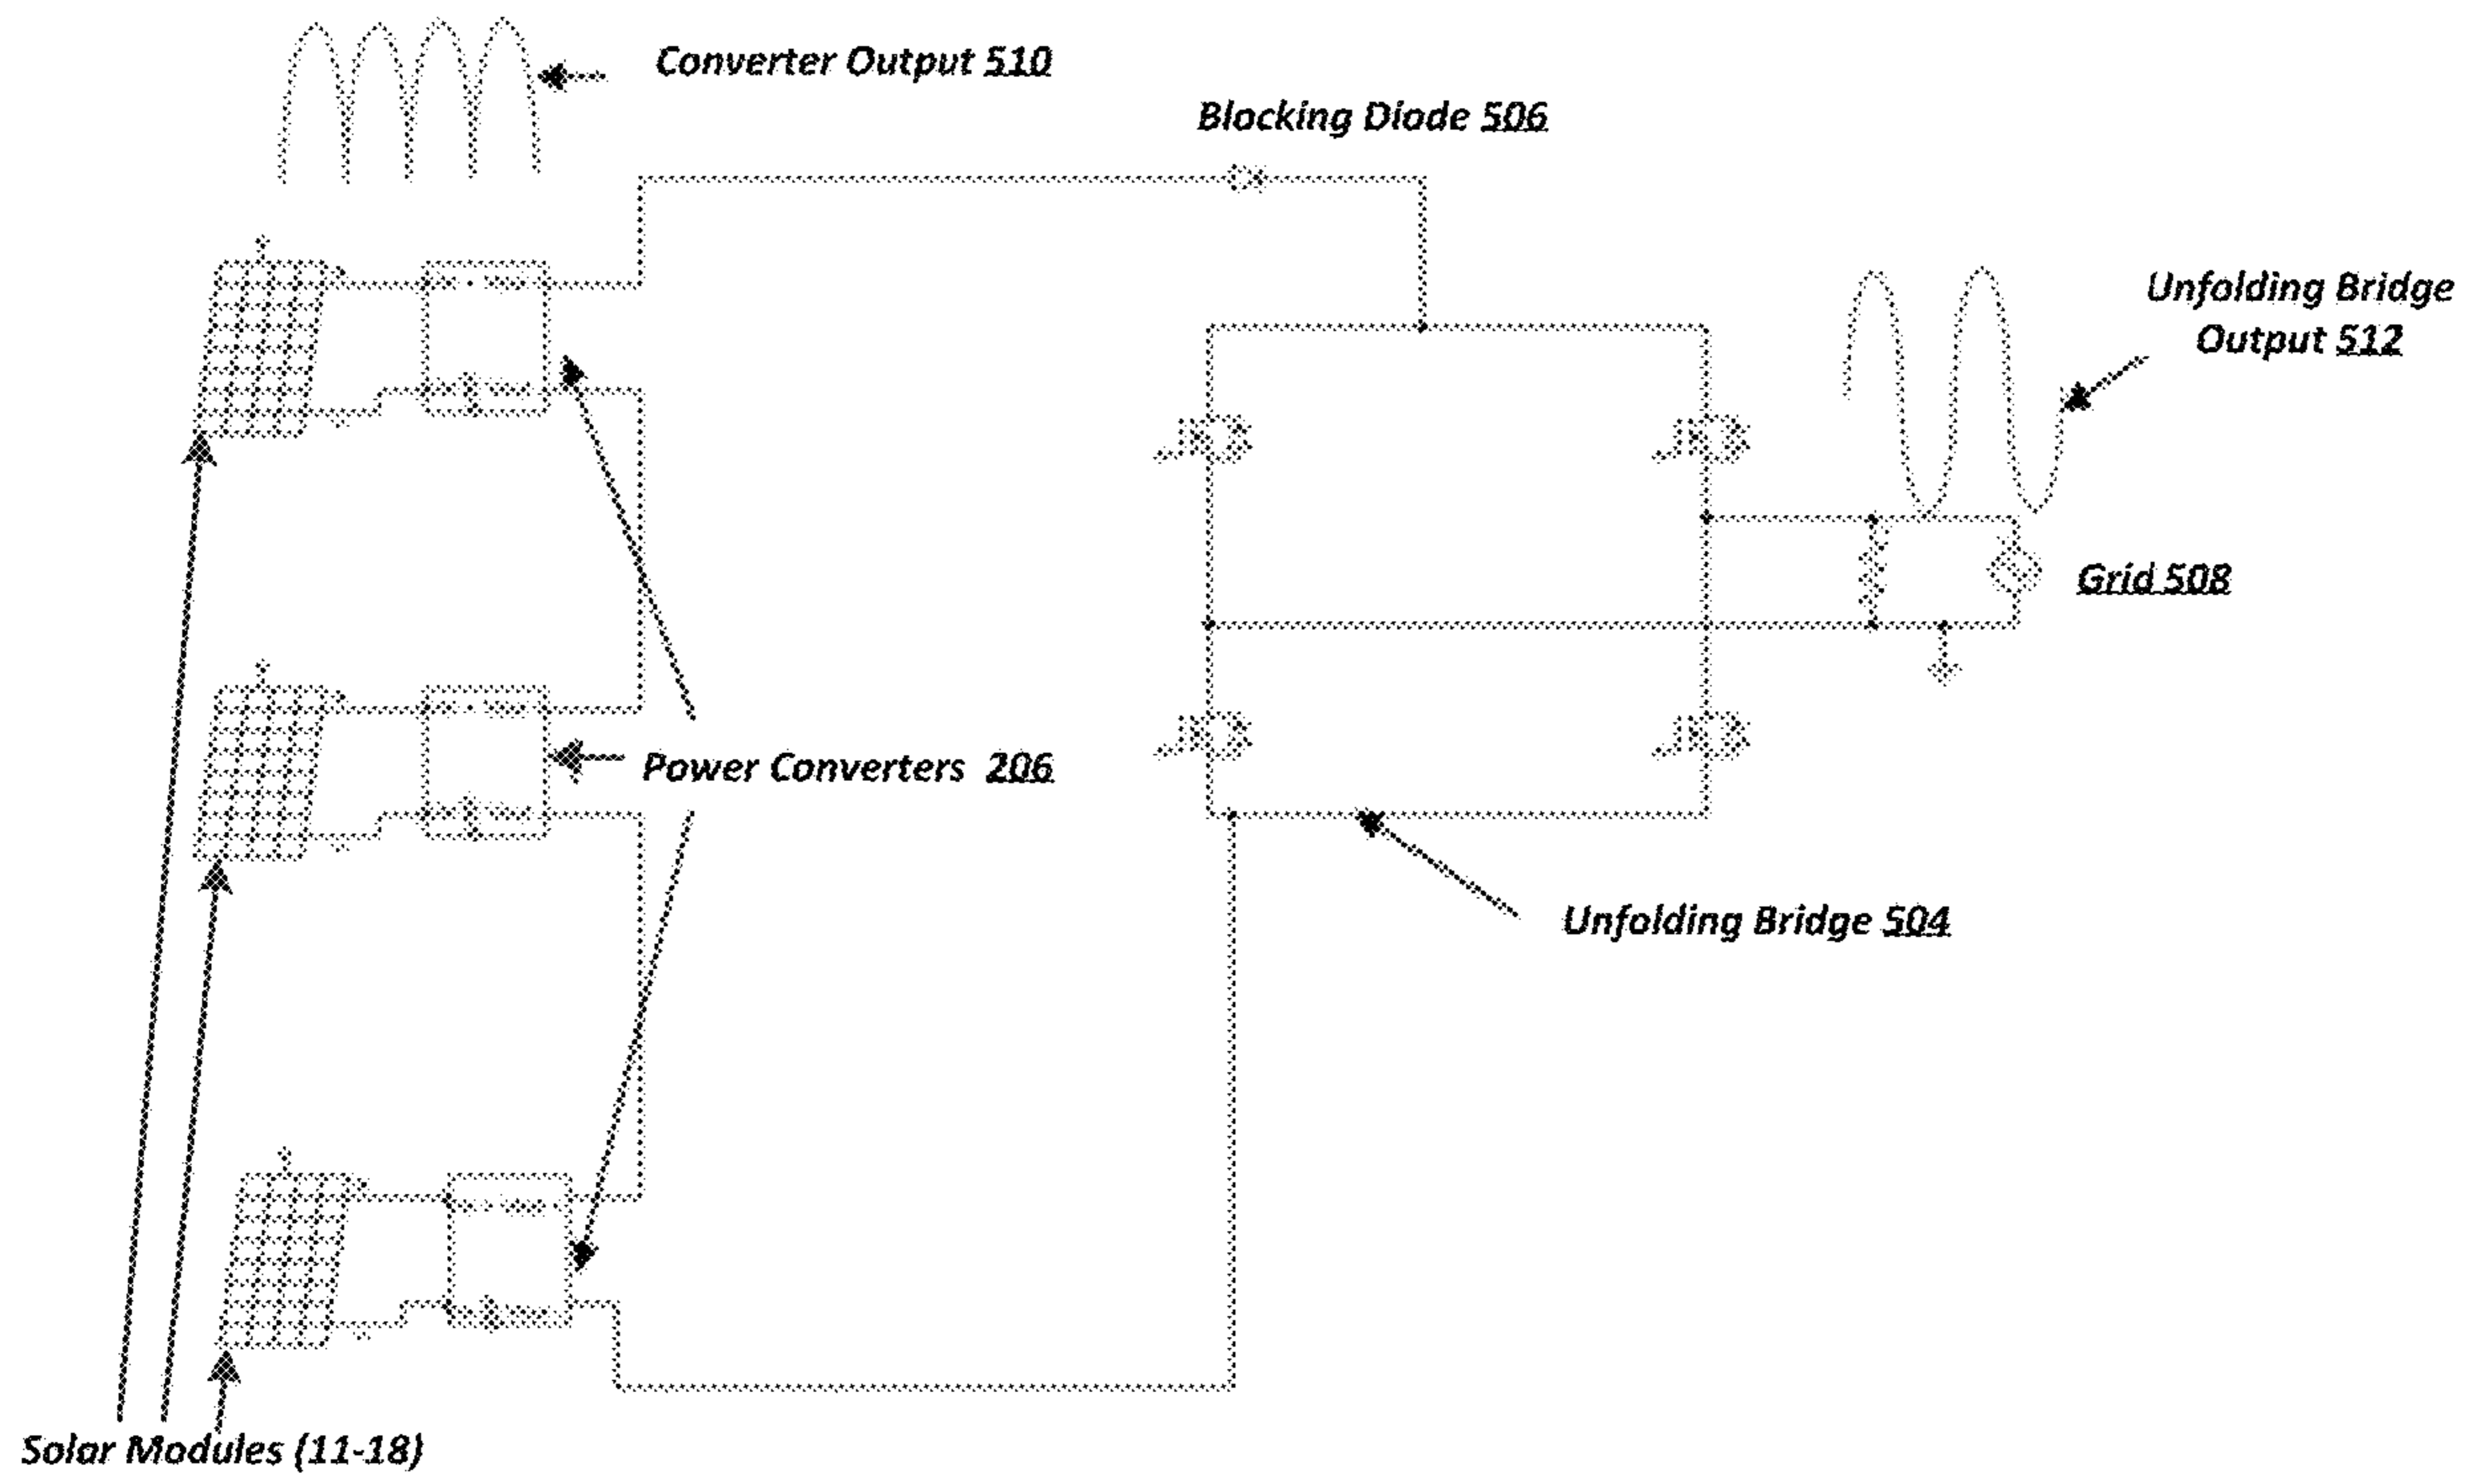 Converter Output 510
Blocking Diode 506
Unfolding Bridge
Output 512
Grid 508
Power Converters 206
Unfolding Bridge 504
Solar Modules (11-18)